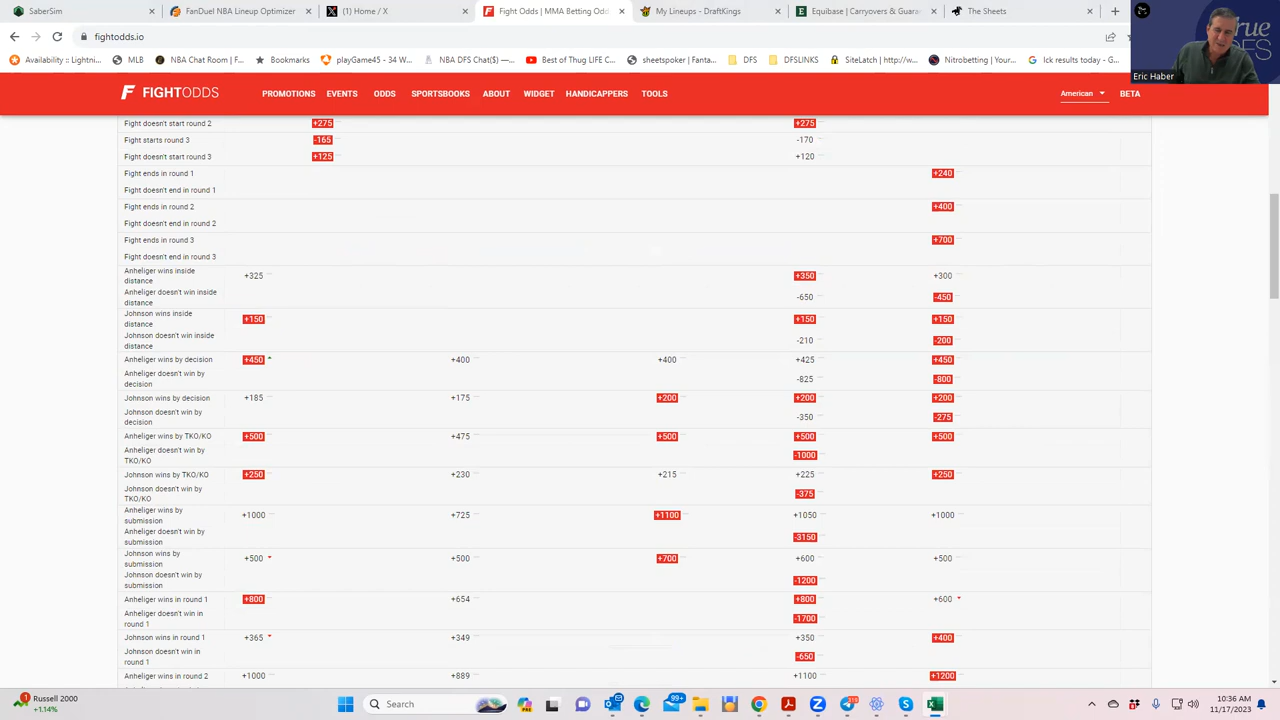 SaberSim
FanDuel NBA Lineup Optimizer
(1) Home / X
Fight Odds | MMA Betting Odd
My Lineups - DraftKings
Equibase | Carryovers & Guara
The Sheets
fightodds.io
Availability :: Lightni...
MLB
NBA Chat Room | F...
Bookmarks
playGame45 - 34 W...
NBA DFS Chat($) —...
Best of Thug LIFE C...
sheetspoker | Fanta...
DFS
DFSLINKS
SiteLatch | http://w...
Nitrobetting | Your...
Ick results today - G...
Eric Haber
FIGHTODDS
PROMOTIONS EVENTS ODDS SPORTSBOOKS ABOUT WIDGET HANDICAPPERS TOOLS
American
BETA
Fight doesn't start round 2 +275 +275
Fight starts round 3 -165 -170
Fight doesn't start round 3 +125 +120
Fight ends in round 1 +240
Fight doesn't end in round 1
Fight ends in round 2 +400
Fight doesn't end in round 2
Fight ends in round 3 +700
Fight doesn't end in round 3
Anheliger wins inside
distance +325 +350 +300
Anheliger doesn't win inside
distance -650 -450
Johnson wins inside
distance +150 +150 +150
Johnson doesn't win inside
distance -210 -200
Anheliger wins by decision +450 +400 +400 +425 +450
Anheliger doesn't win by
decision -825 -800
Johnson wins by decision +185 +175 +200 +200 +200
Johnson doesn't win by
decision -350 -275
Anheliger wins by TKO/KO +500 +475 +500 +500 +500
Anheliger doesn't win by
TKO/KO -1000
Johnson wins by TKO/KO +250 +230 +215 +225 +250
Johnson doesn't win by
TKO/KO -375
Anheliger wins by
submission +1000 +725 +1100 +1050 +1000
Anheliger doesn't win by
submission -3150
Johnson wins by
submission +500 +500 +700 +600 +500
Johnson doesn't win by
submission -1200
Anheliger wins in round 1 +800 +654 +800 +600
Anheliger doesn't win in
round 1 -1700
Johnson wins in round 1 +365 +349 +350 +400
Johnson doesn't win in
round 1 -650
Anheliger wins in round 2 +1000 +889 +1100 +1200
Russell 2000
+1.14%
Search
99+
10:36 AM
11/17/2023